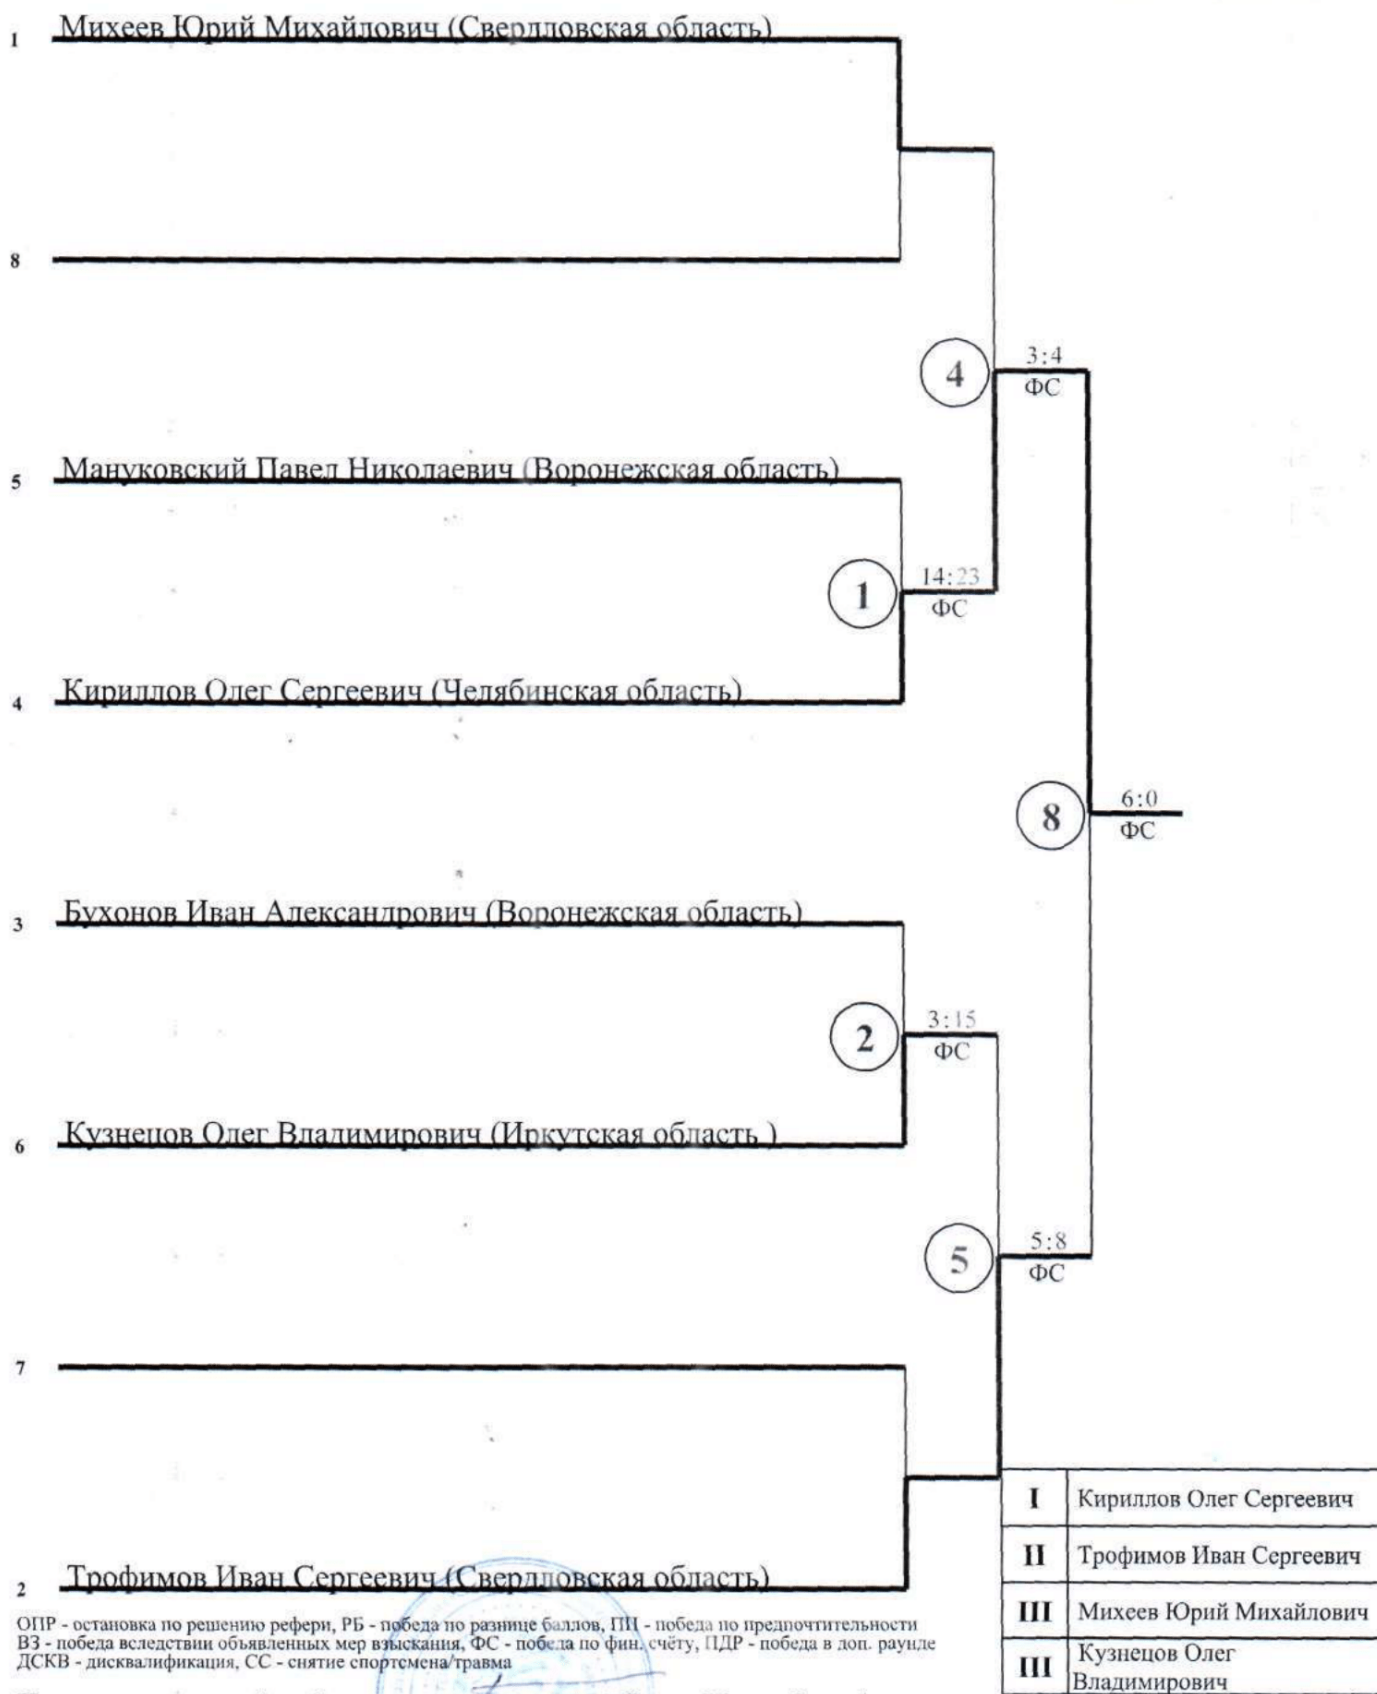 1 Михеев Юрий Михайлович (Свердловская область)
8
4
3:4
ФС
5 Мануковский Павел Николаевич (Воронежская область)
1
14:23
ФС
4 Кириллов Олег Сергеевич (Челябинская область)
8
6:0
ФС
3 Бухонов Иван Александрович (Воронежская область)
2
3:15
ФС
6 Кузнецов Олег Владимирович (Иркутская область )
5
5:8
ФС
7
2 Трофимов Иван Сергеевич (Свердловская область)
I Кириллов Олег Сергеевич
II Трофимов Иван Сергеевич
III Михеев Юрий Михайлович
III Кузнецов Олег
Владимирович
ОПР - остановка по решению рефери, РБ - победа по разнице баллов, ПП - победа по предпочтительности
ВЗ - победа вследствии объявленных мер взыскания, ФС - победа по фин. счёту, ПДР - победа в доп. раунде
ДСКВ - дисквалификация, СС - снятие спортсмена/травма